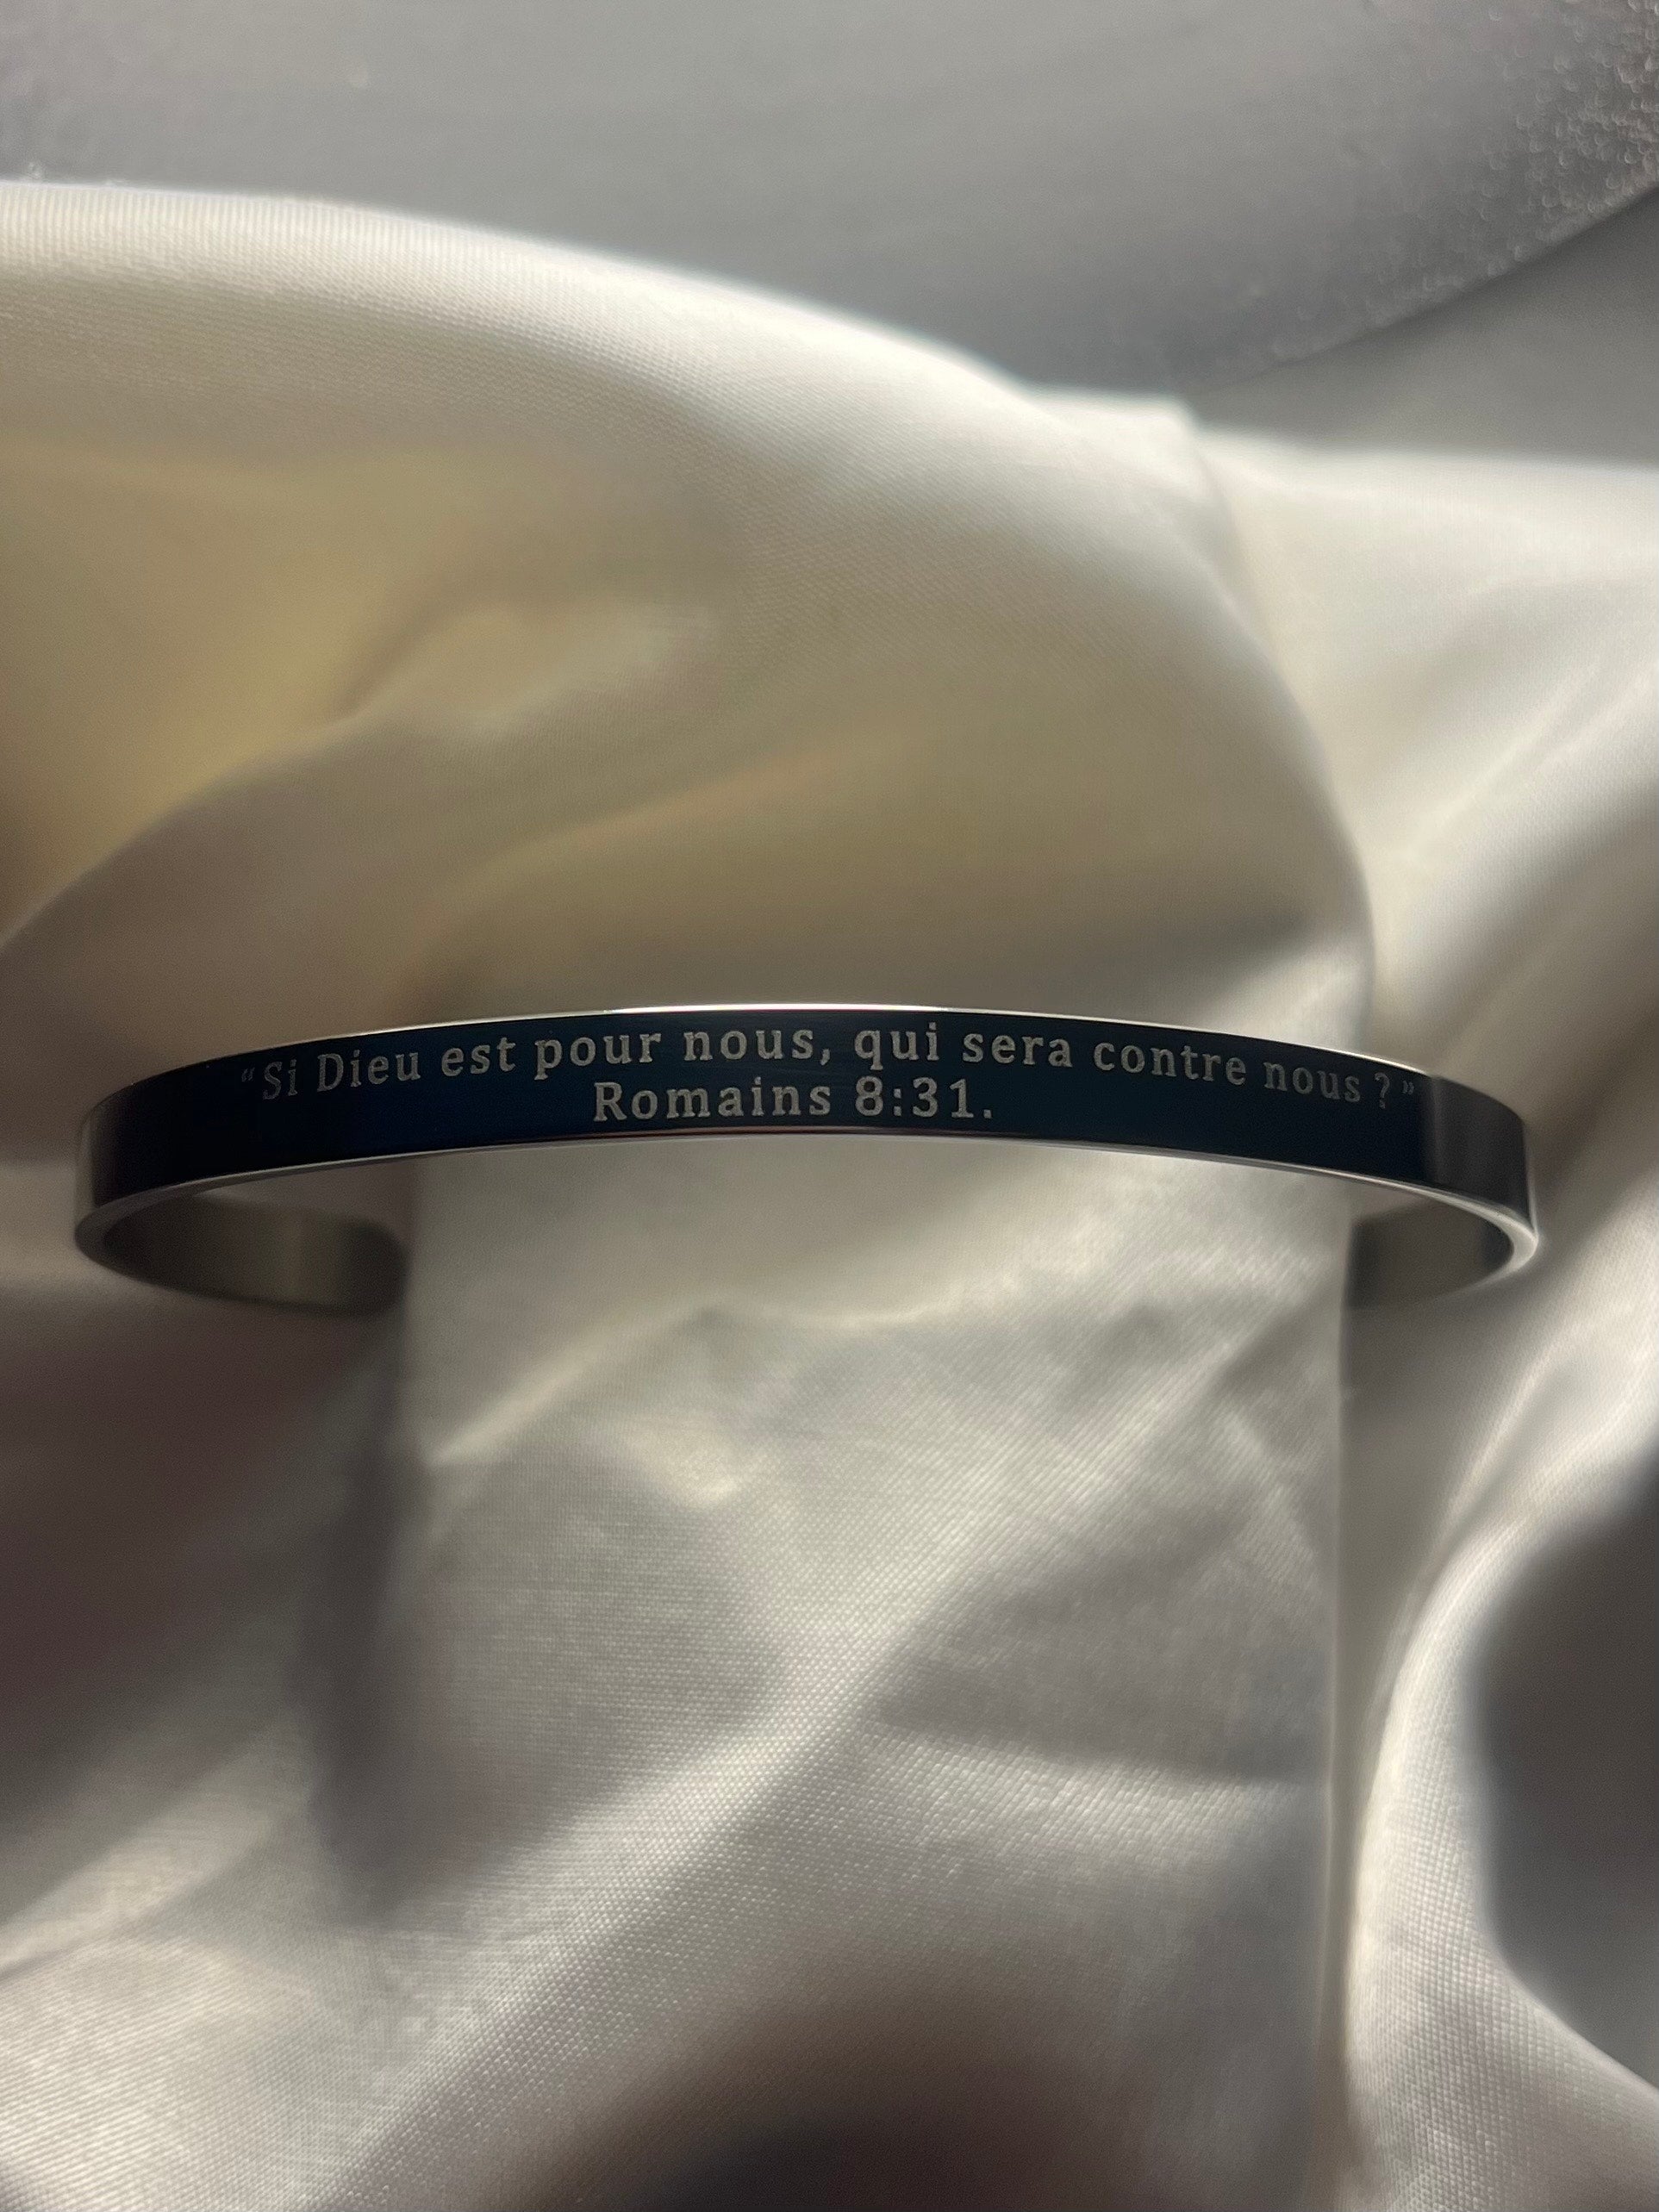 “Si Dieu est pour nous, qui sera contre nous ?”
Romains 8:31.